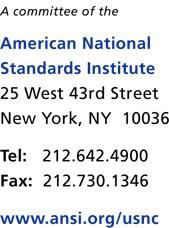 A committee of the
American National
Standards Institute
25 West 43rd Street
New York, NY 10036
Tel: 212.642.4900
Fax: 212.730.1346
www.ansi.org/usnc